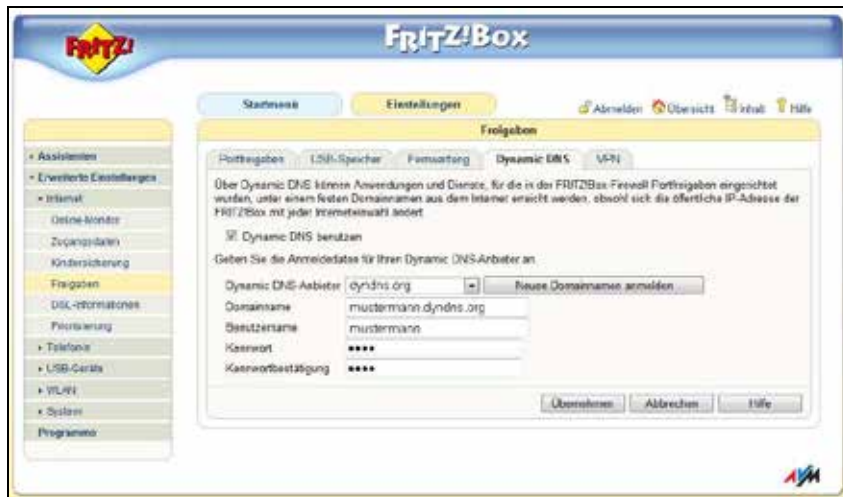 FRITZ!
FRITZ!Box
Startmenü
Einstellungen
Abmelden
Übersicht
Inhalt
Hilfe
Freigaben
Assistenten
Erweiterte Einstellungen
Internet
Online-Monitor
Zugangsdaten
Kindersicherung
Freigaben
DSL-Informationen
Priorisierung
Telefonie
USB-Geräte
WLAN
System
Programme
Portfreigaben
USB-Speicher
Fernwartung
Dynamic DNS
VPN
Über Dynamic DNS können Anwendungen und Dienste, für die in der FRITZ!Box Firewall Portfreigaben eingerichtet
wurden, unter einem festen Domainnamen aus dem Internet erreicht werden, obwohl sich die öffentliche IP-Adresse der
FRITZ!Box mit jeder Interneteinwahl ändert.
Dynamic DNS benutzen
Geben Sie die Anmeldedaten für Ihren Dynamic DNS-Anbieter an.
Dynamic DNS-Anbieter
dyndns.org
Neuen Domainnamen anmelden
Domainname
mustermann.dyndns.org
Benutzername
mustermann
Kennwort
••••
Kennwortbestätigung
••••
Übernehmen
Abbrechen
Hilfe
AVM